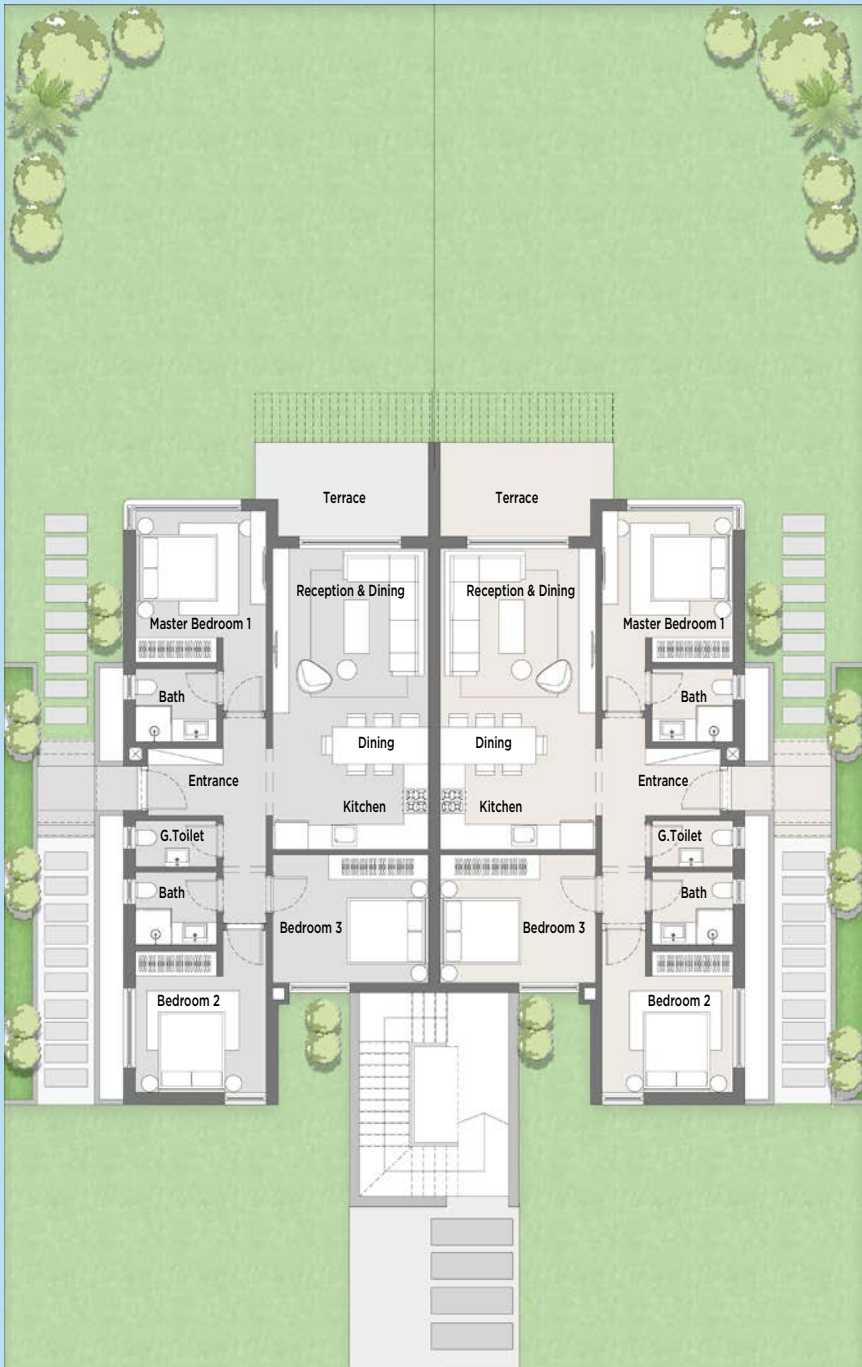 Terrace
Terrace
Reception & Dining
Reception & Dining
Master Bedroom 1
Master Bedroom 1
Bath
Bath
Dining
Dining
Entrance
Entrance
Kitchen
Kitchen
G.Toilet
G.Toilet
Bath
Bath
Bedroom 3
Bedroom 3
Bedroom 2
Bedroom 2